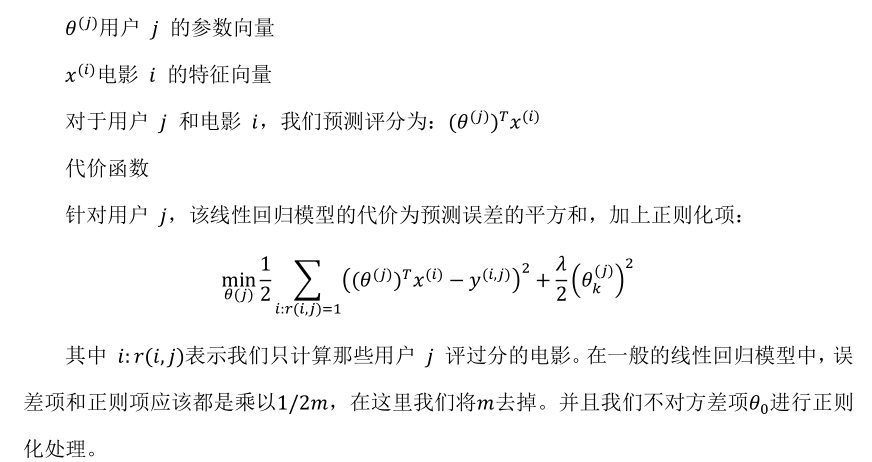 θ⁽ʲ⁾用户 j 的参数向量
x⁽ⁱ⁾电影 i 的特征向量
对于用户 j 和电影 i，我们预测评分为：(θ⁽ʲ⁾)ᵀx⁽ⁱ⁾
代价函数
针对用户 j，该线性回归模型的代价为预测误差的平方和，加上正则化项：
min_{θ(j)} 1/2 ∑_{i:r(i,j)=1} ((θ^{(j)})^T x^{(i)} − y^{(i,j)})^2 + λ/2 (θ_k^{(j)})^2
其中 i:r(i,j)表示我们只计算那些用户 j 评过分的电影。在一般的线性回归模型中，误
差项和正则项应该都是乘以1/2m，在这里我们将m去掉。并且我们不对方差项θ₀进行正则
化处理。